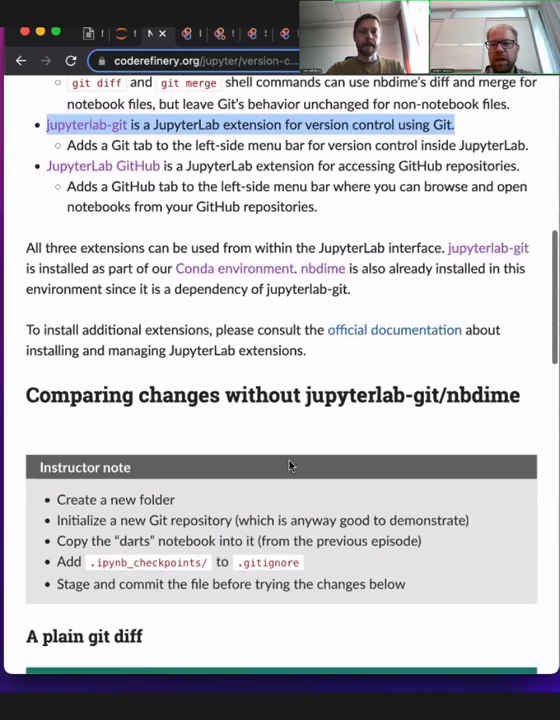 coderefinery.org/jupyter/version-c...
git diff and git merge shell commands can use nbdime's diff and merge for
notebook files, but leave Git's behavior unchanged for non-notebook files.
jupyterlab-git is a JupyterLab extension for version control using Git.
Adds a Git tab to the left-side menu bar for version control inside JupyterLab.
JupyterLab GitHub is a JupyterLab extension for accessing GitHub repositories.
Adds a GitHub tab to the left-side menu bar where you can browse and open
notebooks from your GitHub repositories.
All three extensions can be used from within the JupyterLab interface. jupyterlab-git
is installed as part of our Conda environment. nbdime is also already installed in this
environment since it is a dependency of jupyterlab-git.
To install additional extensions, please consult the official documentation about
installing and managing JupyterLab extensions.
Comparing changes without jupyterlab-git/nbdime
Instructor note
Create a new folder
Initialize a new Git repository (which is anyway good to demonstrate)
Copy the “darts” notebook into it (from the previous episode)
Add .ipynb_checkpoints/ to .gitignore
Stage and commit the file before trying the changes below
A plain git diff